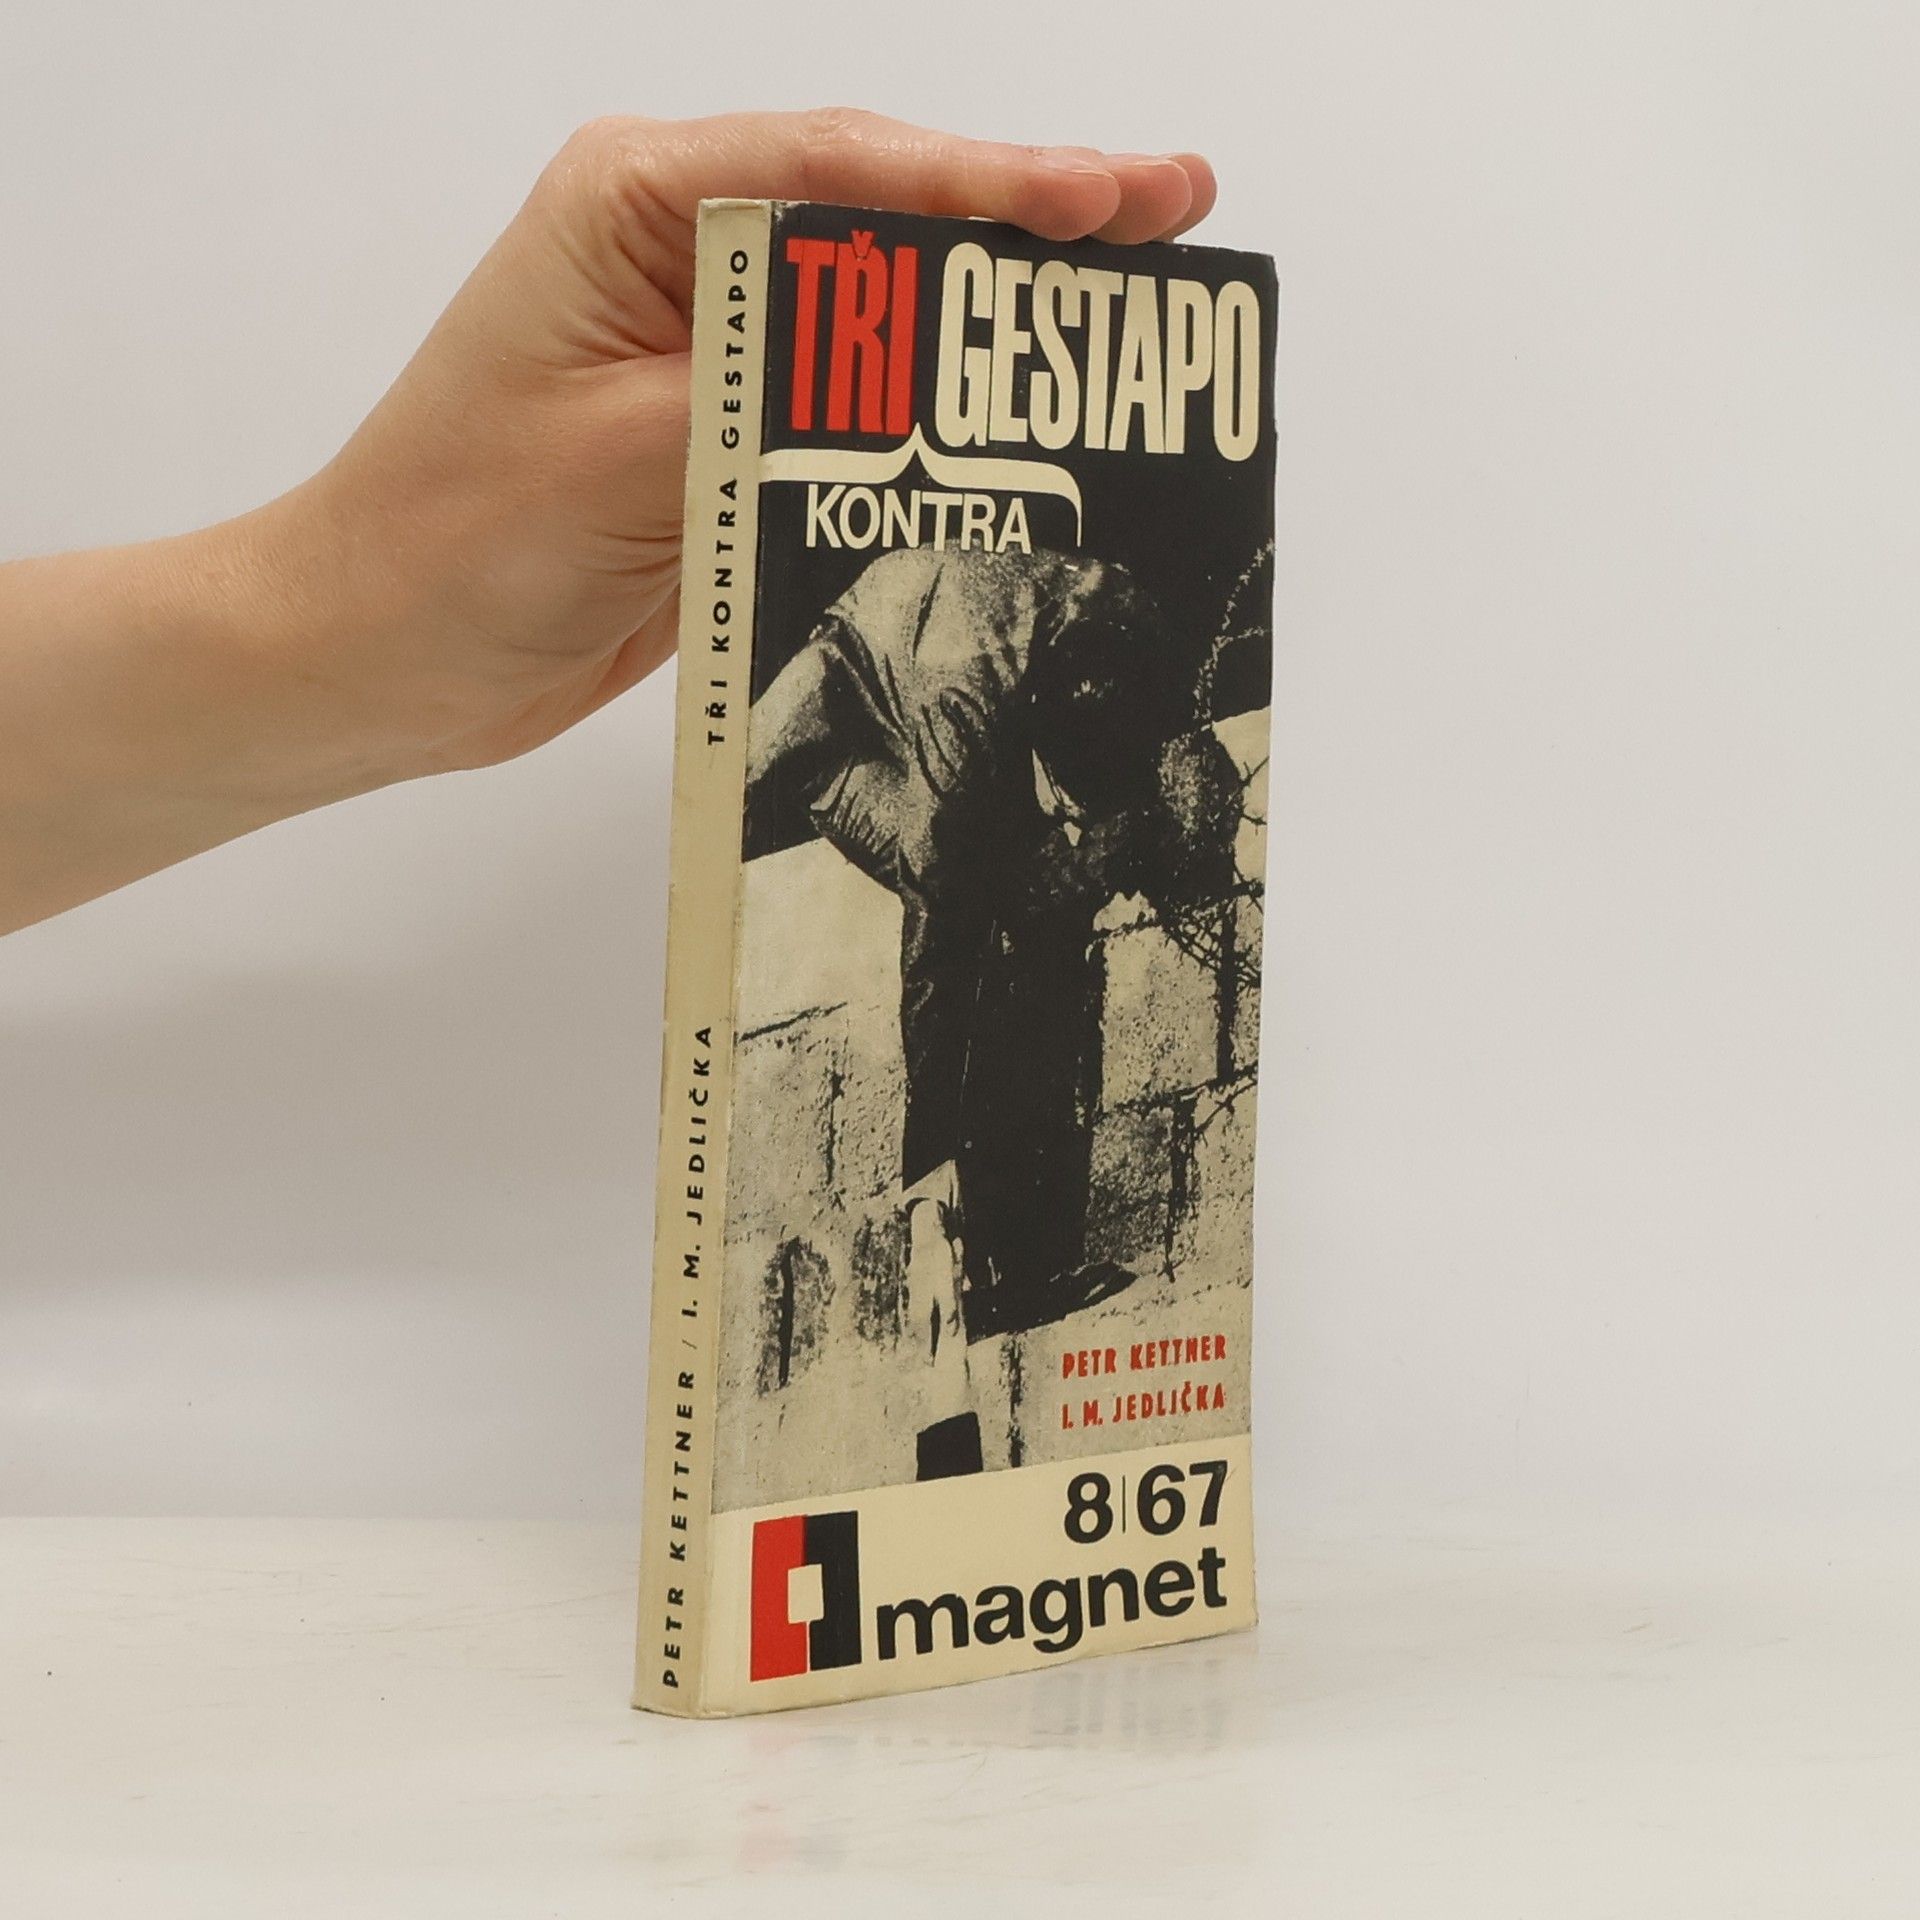 TŘI KONTRA GESTAPO
PETR KETTNER / I. M. JEDLIČKA
TŘI GESTAPO
KONTRA
PETR KETTNER
I. M. JEDLIČKA
8|67
magnet